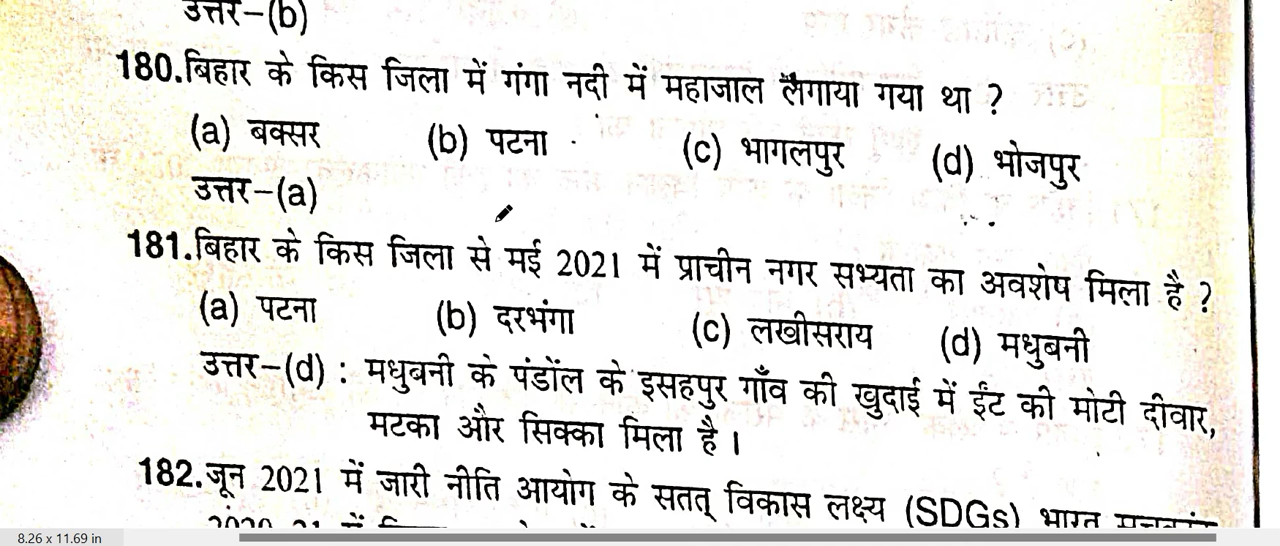 उत्तर–(b)
180.बिहार के किस जिला में गंगा नदी में महाजाल लगाया गया था ?
(a) बक्सर (b) पटना (c) भागलपुर (d) भोजपुर
उत्तर–(a)
181.बिहार के किस जिला से मई 2021 में प्राचीन नगर सभ्यता का अवशेष मिला है ?
(a) पटना (b) दरभंगा (c) लखीसराय (d) मधुबनी
उत्तर–(d) : मधुबनी के पंडोंल के इसहपुर गाँव की खुदाई में ईंट की मोटी दीवार,
मटका और सिक्का मिला है ।
182.जून 2021 में जारी नीति आयोग के सतत् विकास लक्ष्य (SDGs) भारत
8.26 x 11.69 in